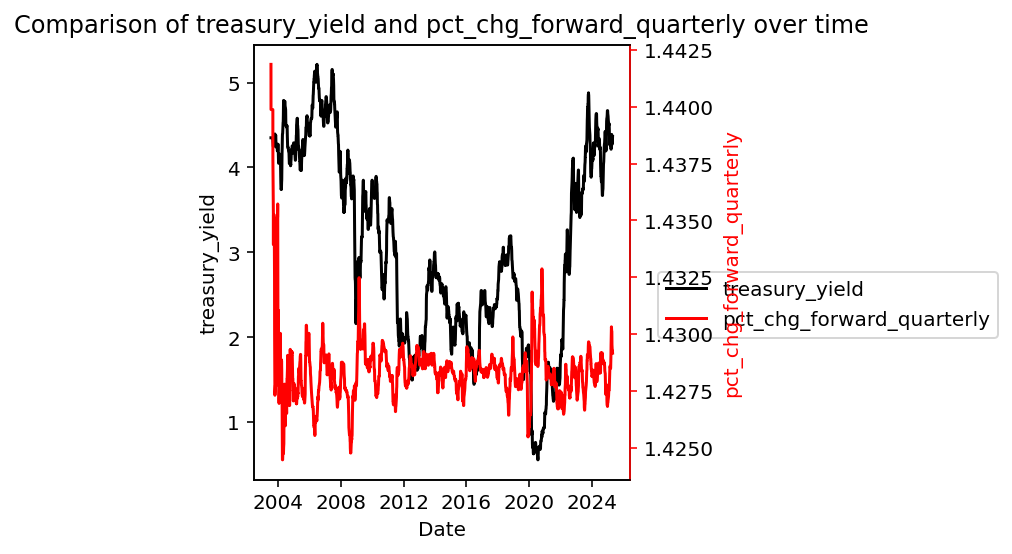 Comparison of treasury_yield and pct_chg_forward_quarterly over time
5
4
3
2
1
treasury_yield
2004 2008 2012 2016 2020 2024
Date
1.4425
1.4400
1.4375
1.4350
1.4325
1.4300
1.4275
1.4250
pct_chg_forward_quarterly
treasury_yield
pct_chg_forward_quarterly